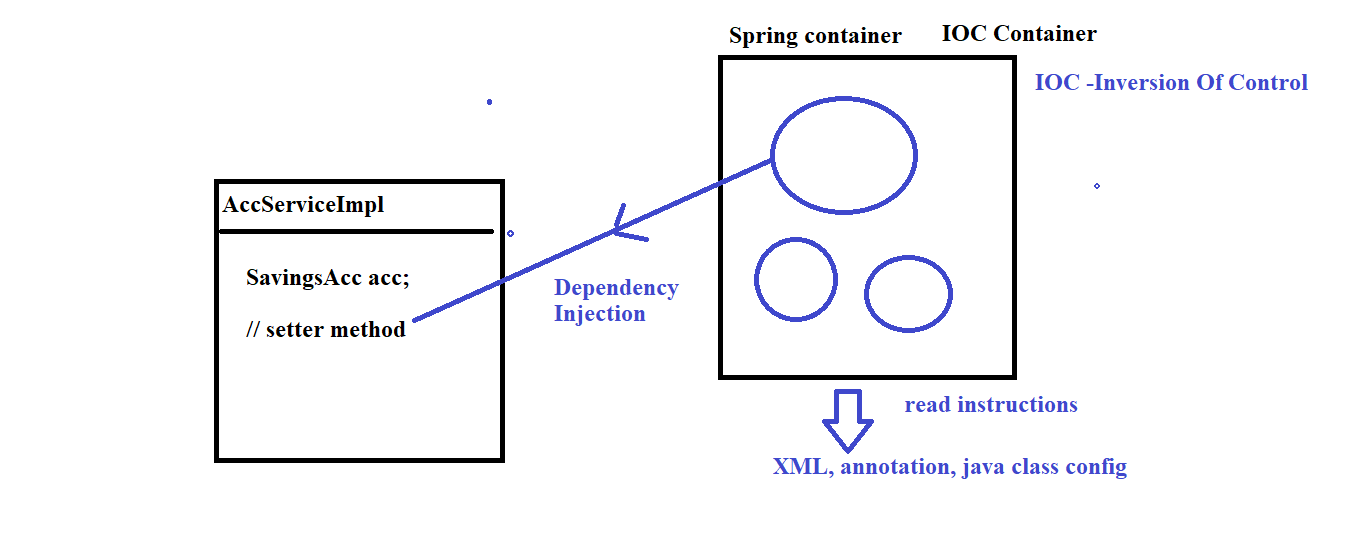 Spring container
IOC Container
IOC -Inversion Of Control
AccServiceImpl
SavingsAcc acc;
// setter method
Dependency
Injection
read instructions
XML, annotation, java class config